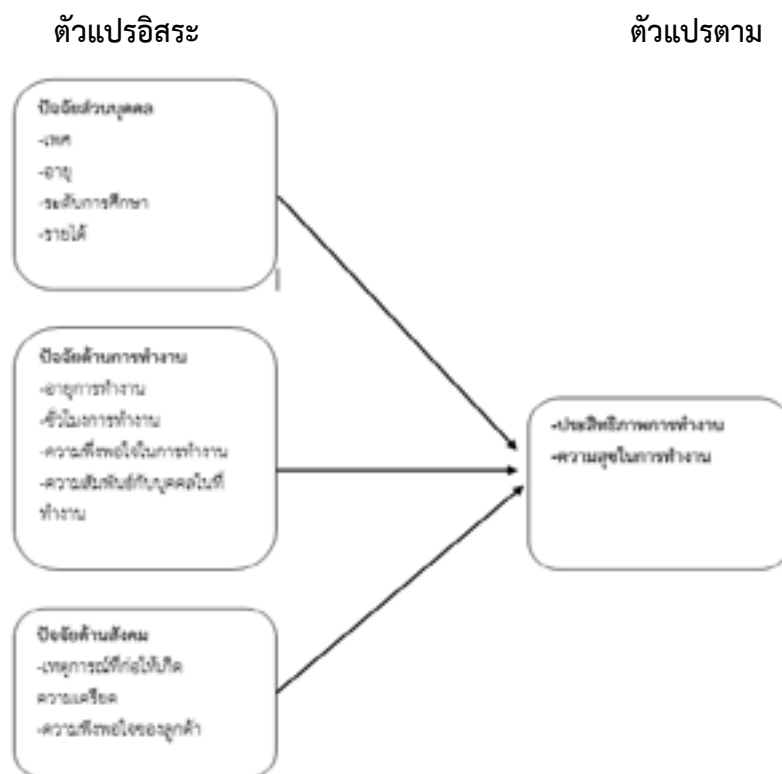 ตัวแปรอิสระ
ตัวแปรตาม
ปัจจัยส่วนบุคคล
-เพศ
-อายุ
-ระดับการศึกษา
-รายได้
ปัจจัยด้านการทำงาน
-อายุการทำงาน
-ชั่วโมงการทำงาน
-ความพึงพอใจในการทำงาน
-ความสัมพันธ์กับบุคคลในที่
ทำงาน
ปัจจัยด้านสังคม
-เหตุการณ์ที่ก่อให้เกิด
ความเครียด
-ความพึงพอใจของลูกค้า
-ประสิทธิภาพการทำงาน
-ความสุขในการทำงาน